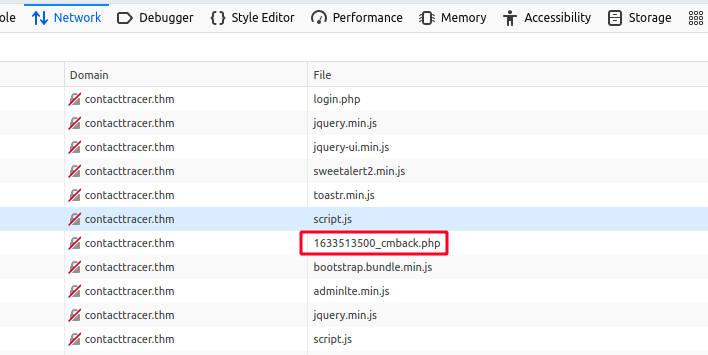 ole Network Debugger Style Editor Performance Memory Accessibility Storage
Domain File
contacttracer.thm login.php
contacttracer.thm jquery.min.js
contacttracer.thm jquery-ui.min.js
contacttracer.thm sweetalert2.min.js
contacttracer.thm toastr.min.js
contacttracer.thm script.js
contacttracer.thm 1633513500_cmback.php
contacttracer.thm bootstrap.bundle.min.js
contacttracer.thm adminlte.min.js
contacttracer.thm jquery.min.js
contacttracer.thm script.js